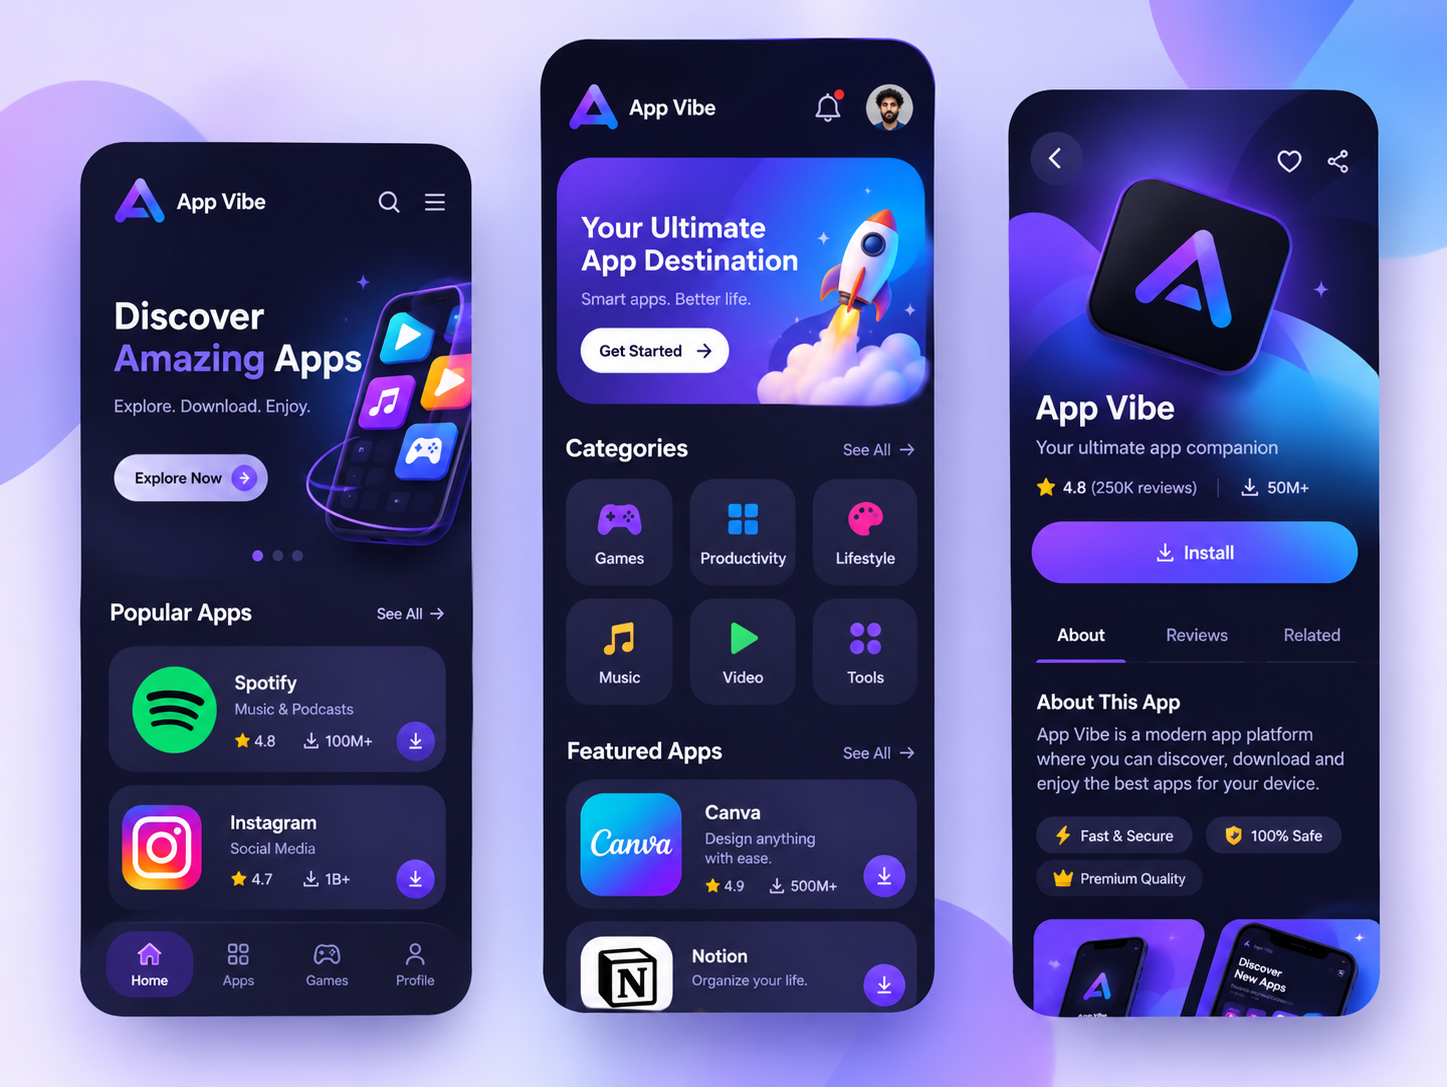 App Vibe
Discover
Amazing Apps
Explore. Download. Enjoy.
Explore Now
Popular Apps
See All
Spotify
Music & Podcasts
4.8
100M+
Instagram
Social Media
4.7
1B+
Home
Apps
Games
Profile
App Vibe
Your Ultimate
App Destination
Smart apps. Better life.
Get Started
Categories
See All
Games
Productivity
Lifestyle
Music
Video
Tools
Featured Apps
See All
Canva
Canva
Design anything
with ease.
4.9
500M+
N
Notion
Organize your life.
App Vibe
Your ultimate app companion
4.8 (250K reviews)
50M+
Install
About
Reviews
Related
About This App
App Vibe is a modern app platform
where you can discover, download and
enjoy the best apps for your device.
Fast & Secure
100% Safe
Premium Quality
Discover
New Apps